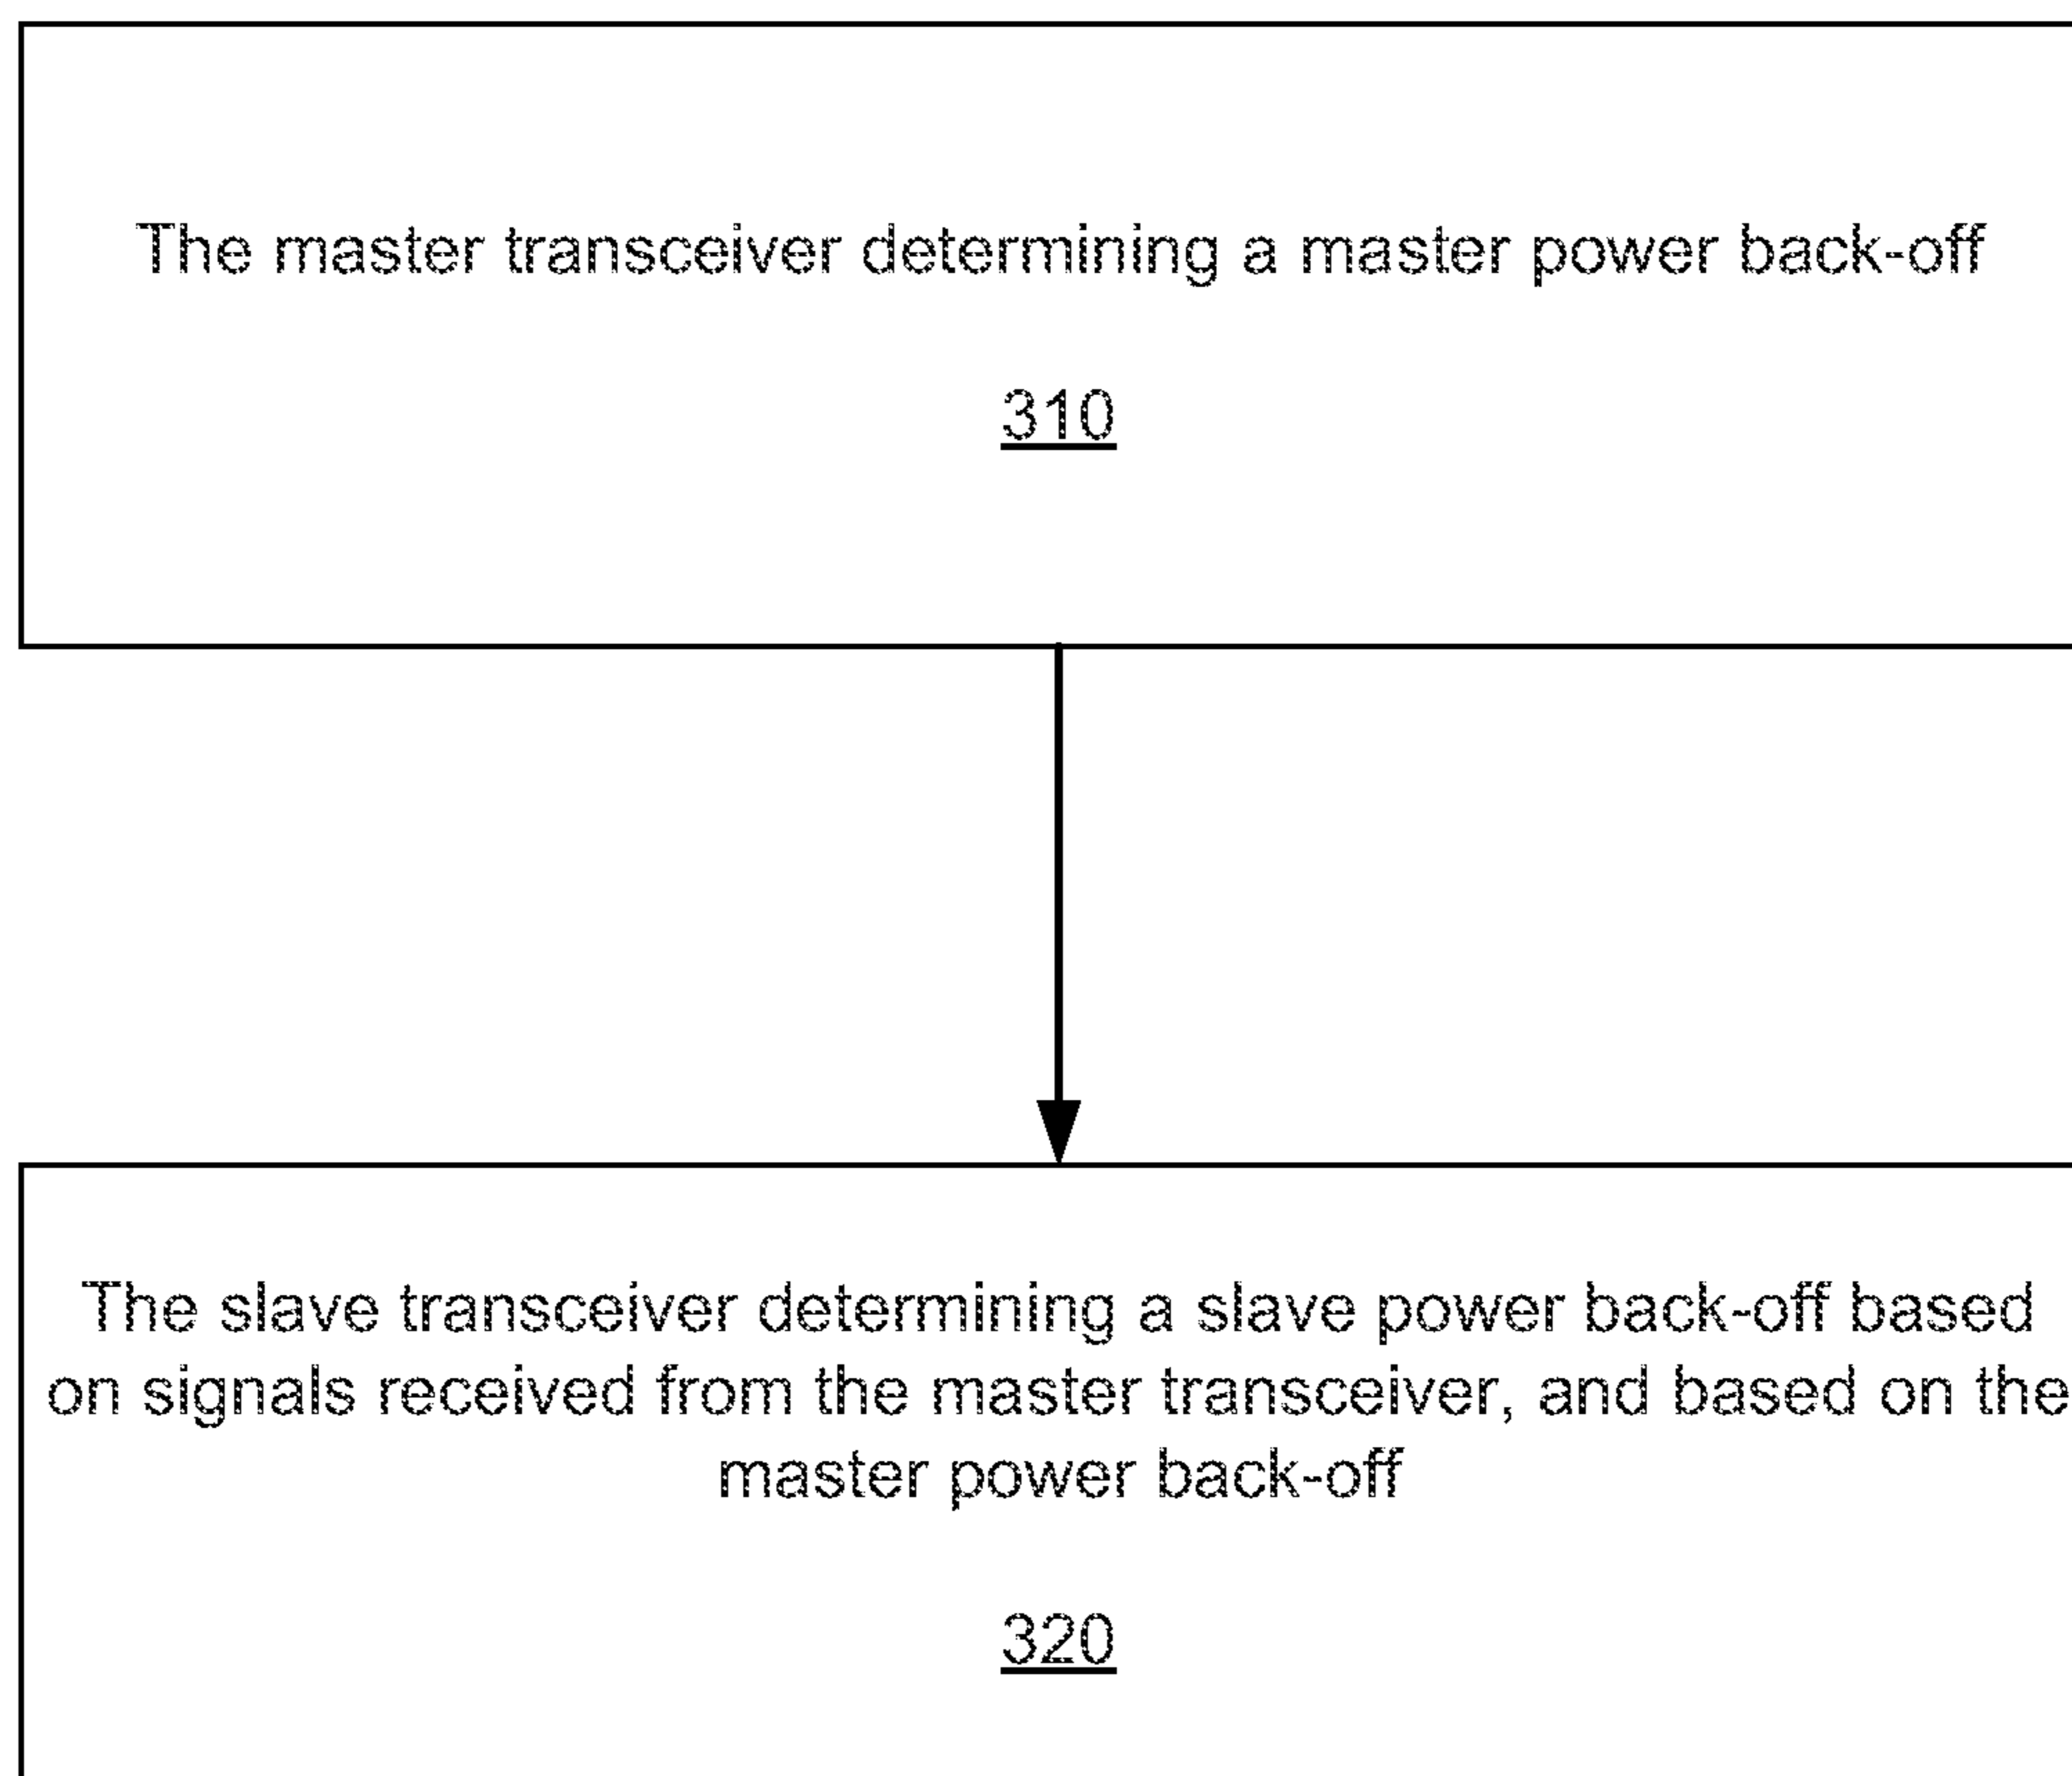 The master transceiver determining a master power back-off
310
The slave transceiver determining a slave power back-off based
on signals received from the master transceiver, and based on the
master power back-off
320